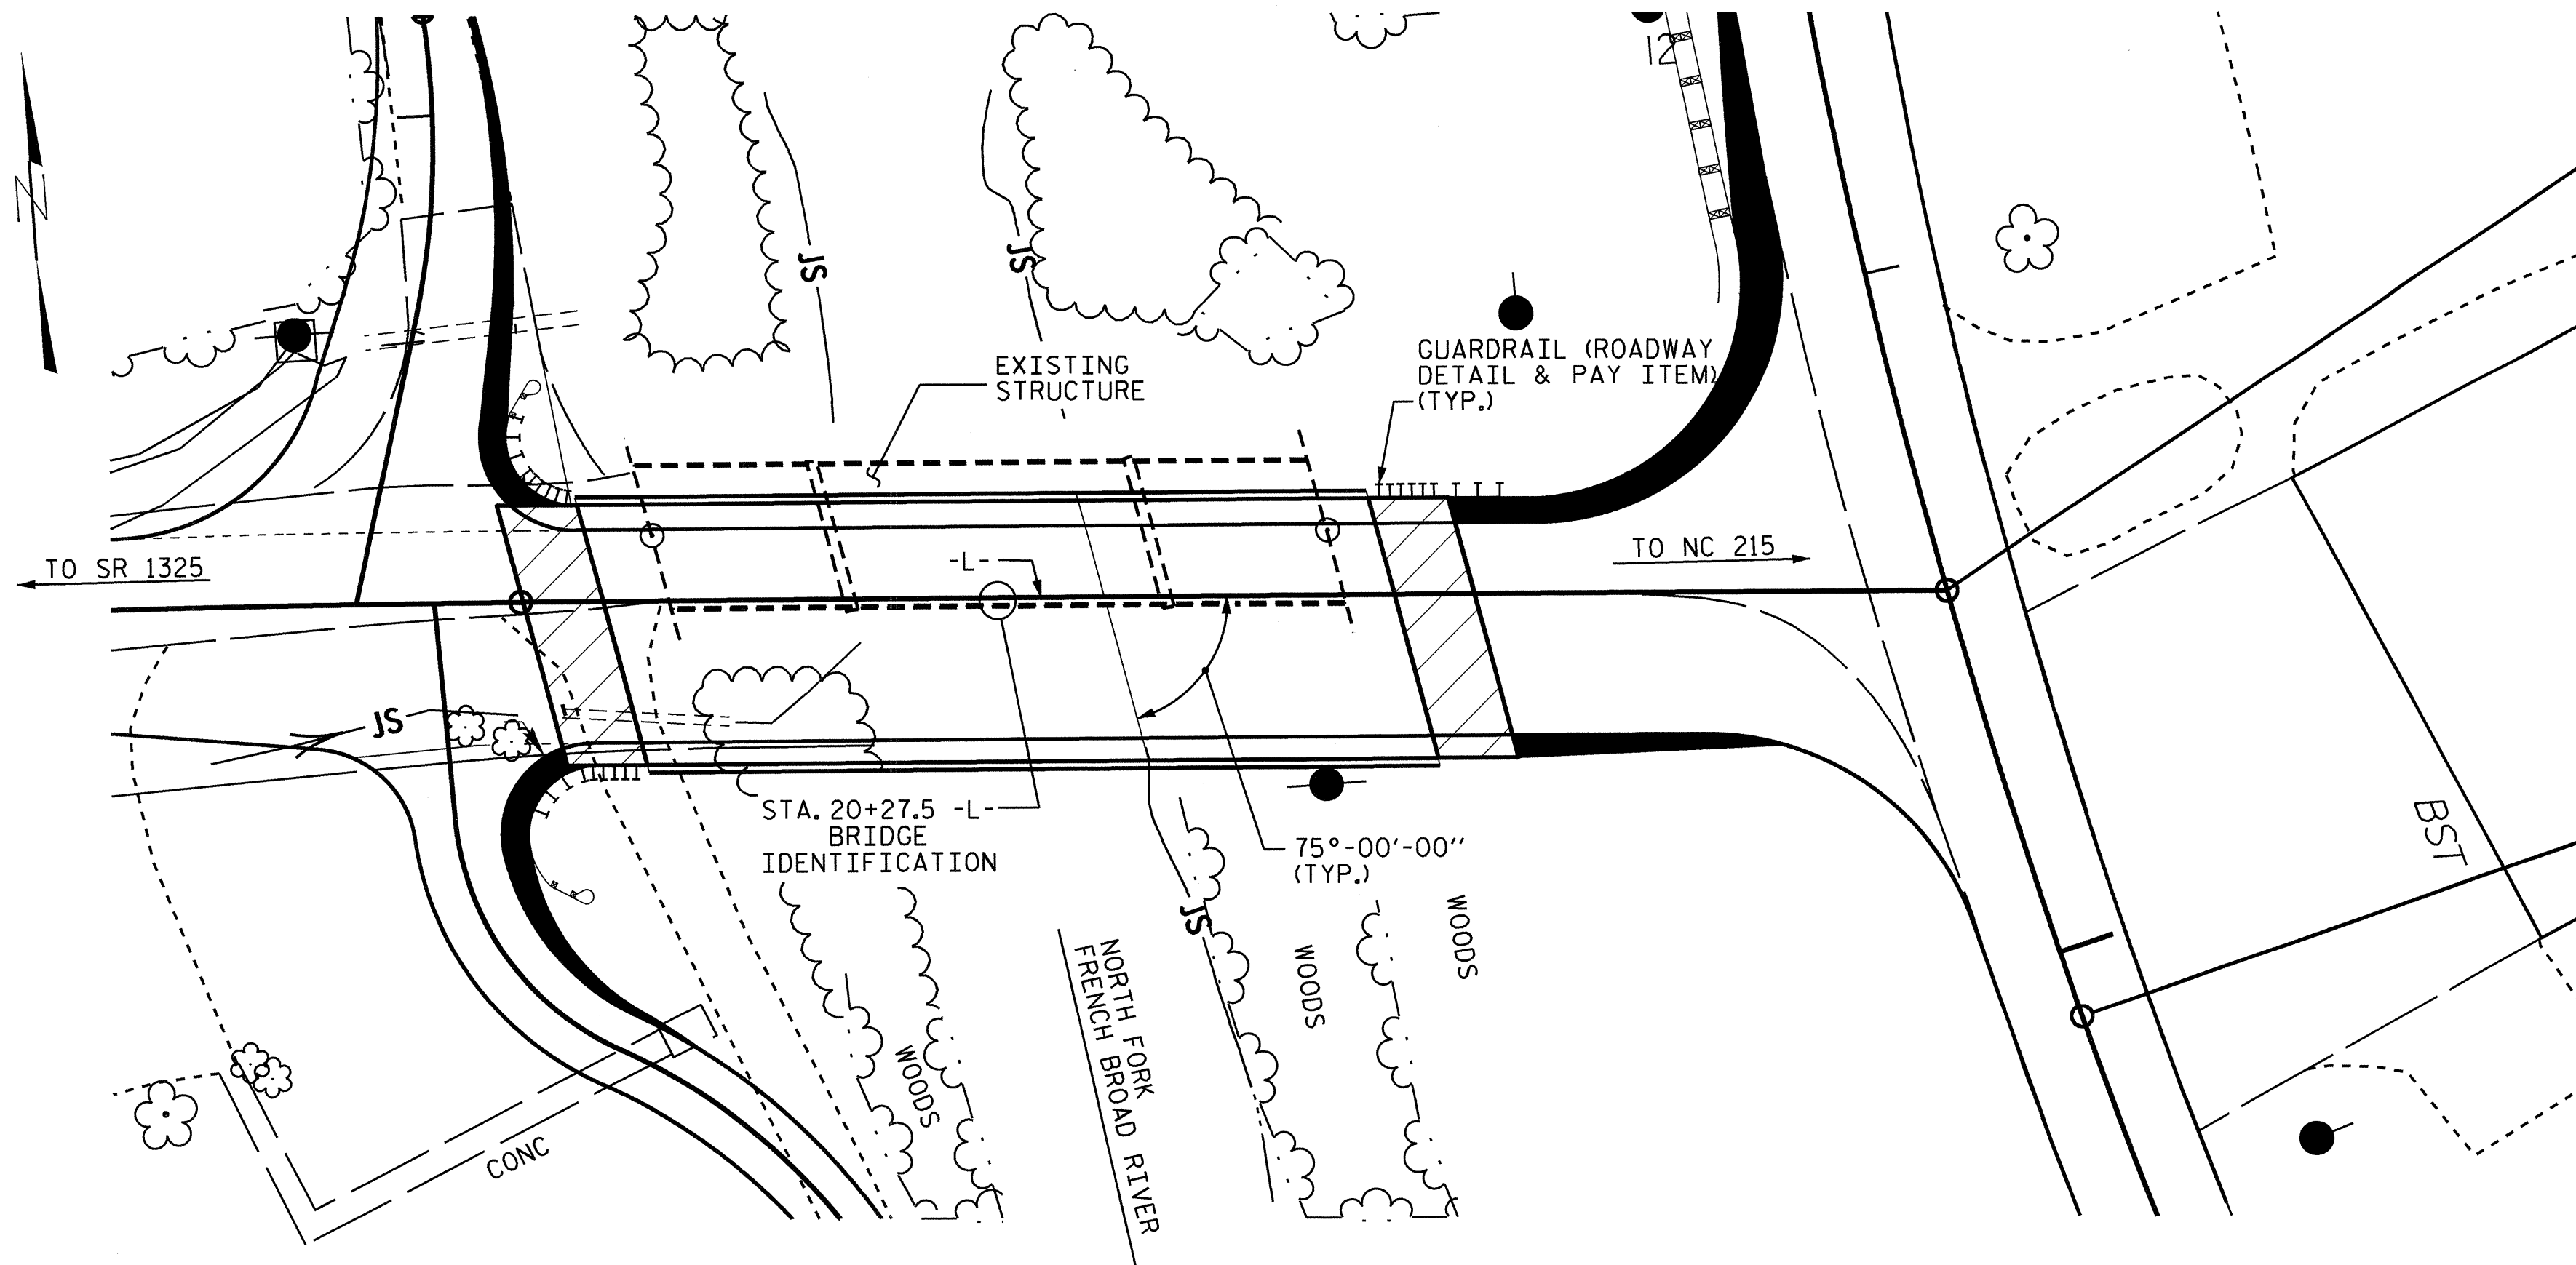 12
N
JS
JS
EXISTING
STRUCTURE
GUARDRAIL (ROADWAY
DETAIL & PAY ITEM)
(TYP.)
TO SR 1325
-L-
TO NC 215
JS
STA. 20+27.5 -L-
BRIDGE
IDENTIFICATION
75°-00'-00"
(TYP.)
BST
JS
WOODS
WOODS
WOODS
NORTH FORK
FRENCH BROAD RIVER
CONC